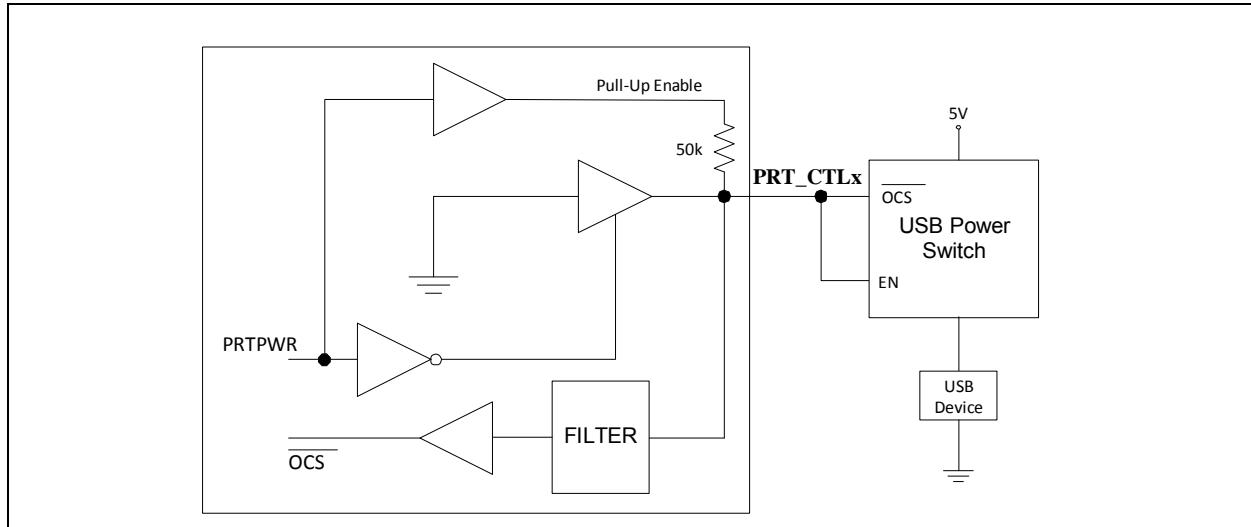 Pull-Up Enable
5V
50k
PRT_CTLx
OCS
USB Power
Switch
EN
PRTPWR
USB
Device
FILTER
OCS